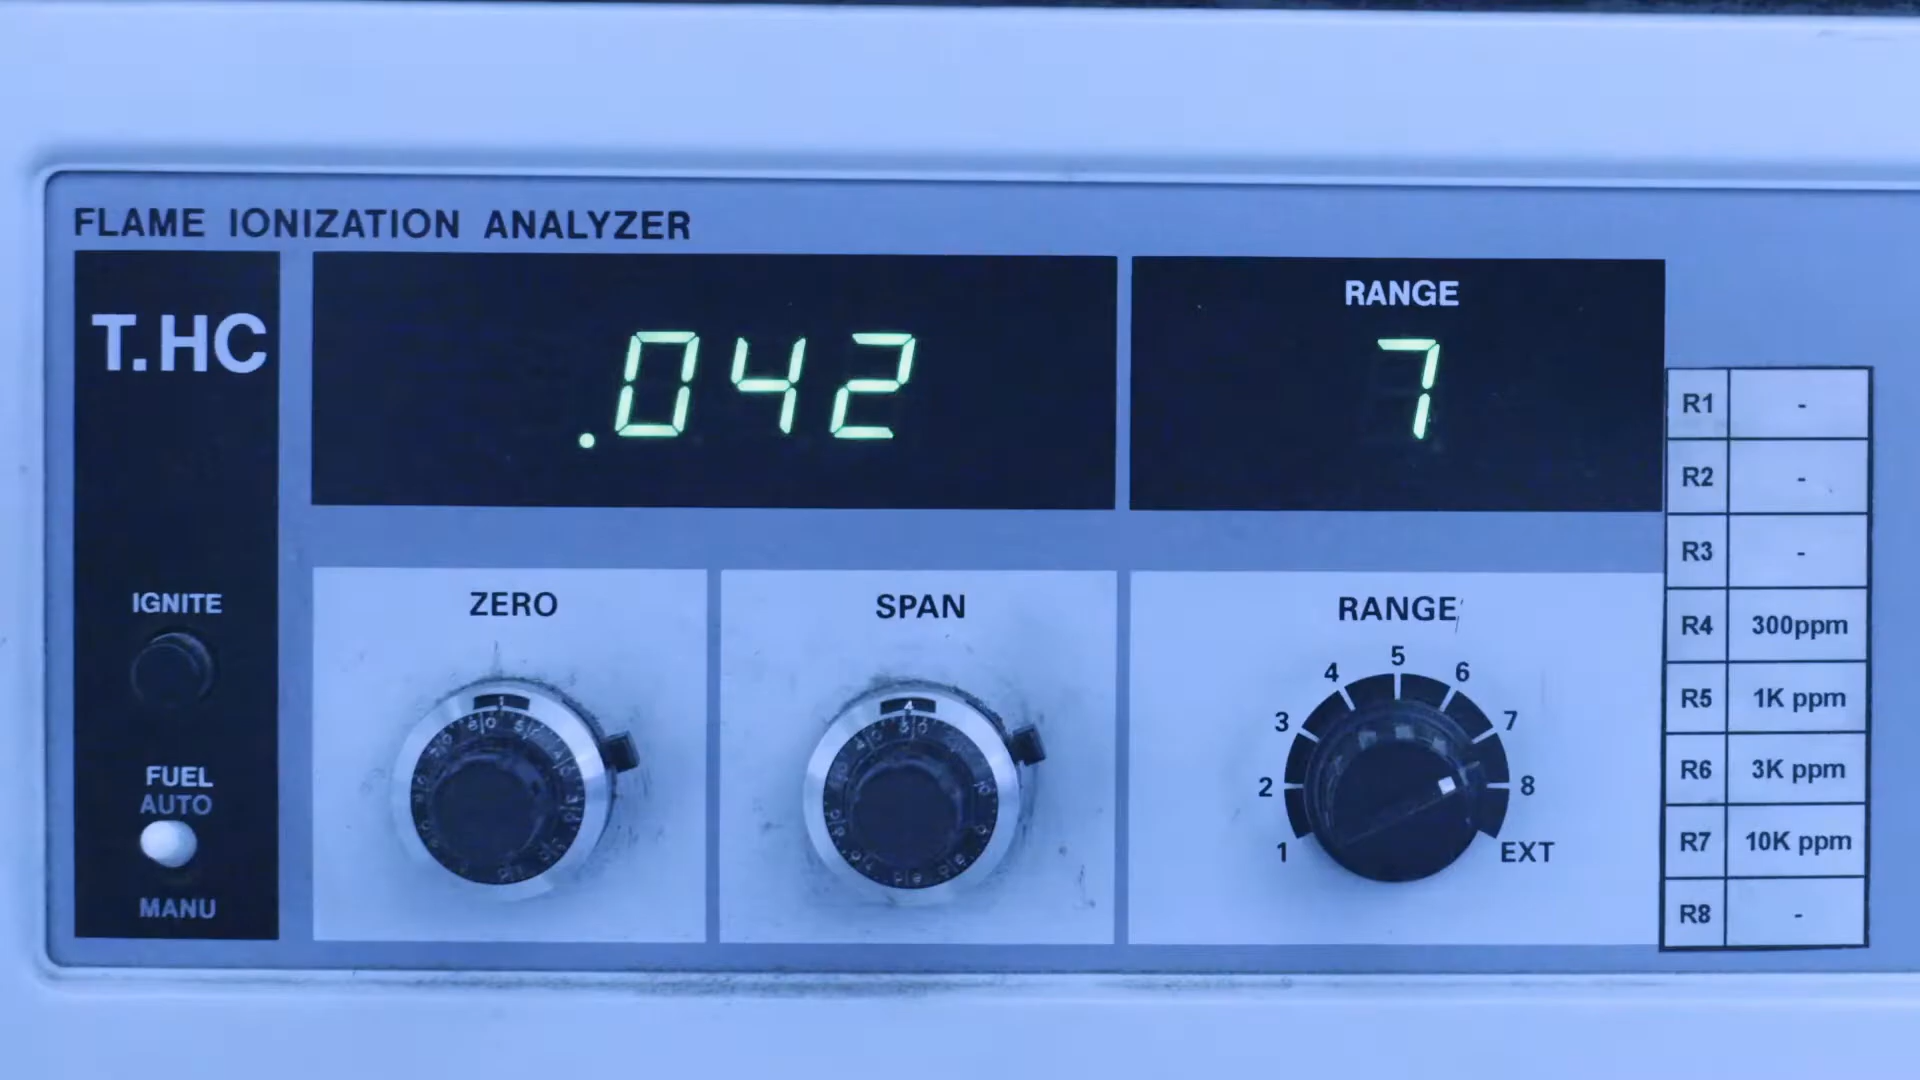 FLAME IONIZATION ANALYZER
T.HC
.042
RANGE
7
IGNITE
FUEL
AUTO
MANU
ZERO
1
SPAN
4
RANGE
1 2 3 4 5 6 7 8 EXT
R1 -
R2 -
R3 -
R4 300ppm
R5 1K ppm
R6 3K ppm
R7 10K ppm
R8 -